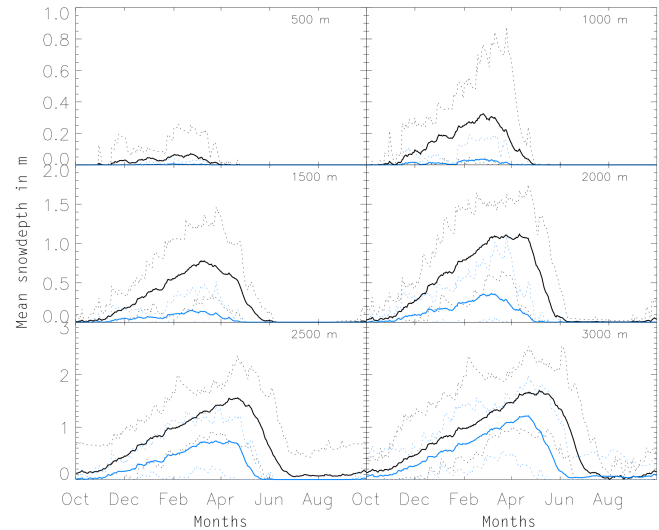 500 m
1000 m
1.0
0.8
0.6
0.4
0.2
0.0
1500 m
2000 m
2.0
1.5
1.0
0.5
0.0
2500 m
3000 m
3
2
1
0
Mean snowdepth in m
Oct Dec Feb Apr Jun Aug Oct Dec Feb Apr Jun Aug
Months Months